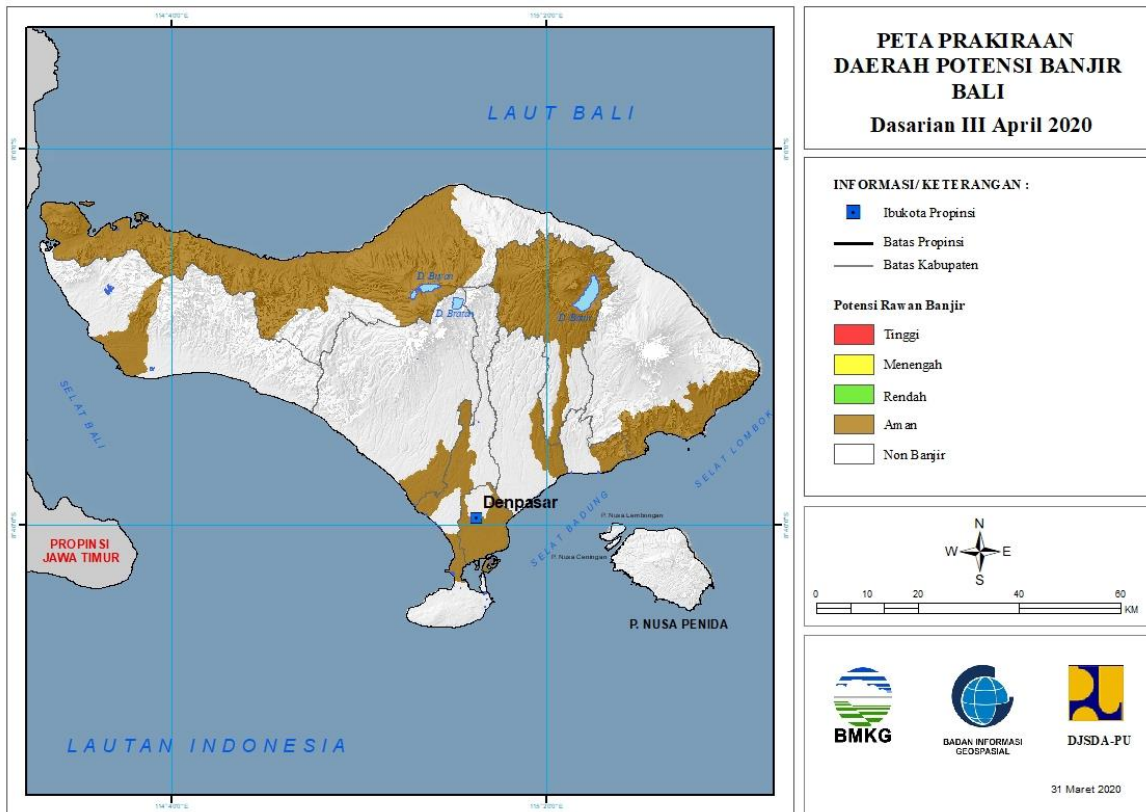 PETA PRAKIRAAN
DAERAH POTENSI BANJIR
BALI
Dasarian III April 2020
INFORMASI/ KETERANGAN :
Ibukota Propinsi
Batas Propinsi
Batas Kabupaten
Potensi Rawan Banjir
Tinggi
Menengah
Rendah
Aman
Non Banjir
N
W E
S
0 10 20 40 60
KM
BMKG
BADAN INFORMASI
GEOSPASIAL
DJSDA-PU
31 Maret 2020
LAUT BALI
D. Buyan
D. Bratan
D. Batur
SELAT BALI
SELAT LOMBOK
Denpasar
SELAT BADUNG
P. Nusa Lembongan
P. Nusa Ceningan
PROPINSI
JAWA TIMUR
P. NUSA PENIDA
LAUTAN INDONESIA